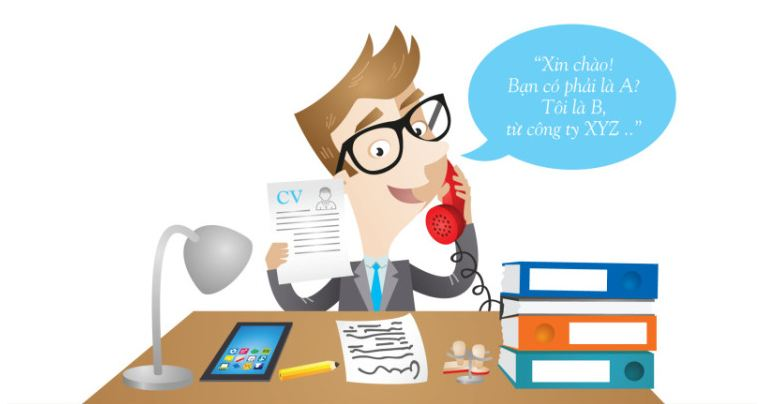 “Xin chào!
Bạn có phải là A?
Tôi là B,
từ công ty XYZ ..”
CV